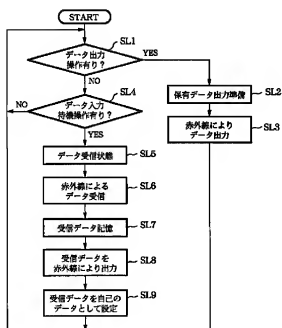 START
データ出力
操作有り?
SL1
YES
NO
データ入力
待機操作有り?
SL4
NO
YES
保有データ出力準備
SL2
赤外線により
データ出力
SL3
データ受信状態
SL5
赤外線による
データ受信
SL6
受信データ記憶
SL7
受信データを
赤外線により出力
SL8
受信データを自己の
データとして設定
SL9